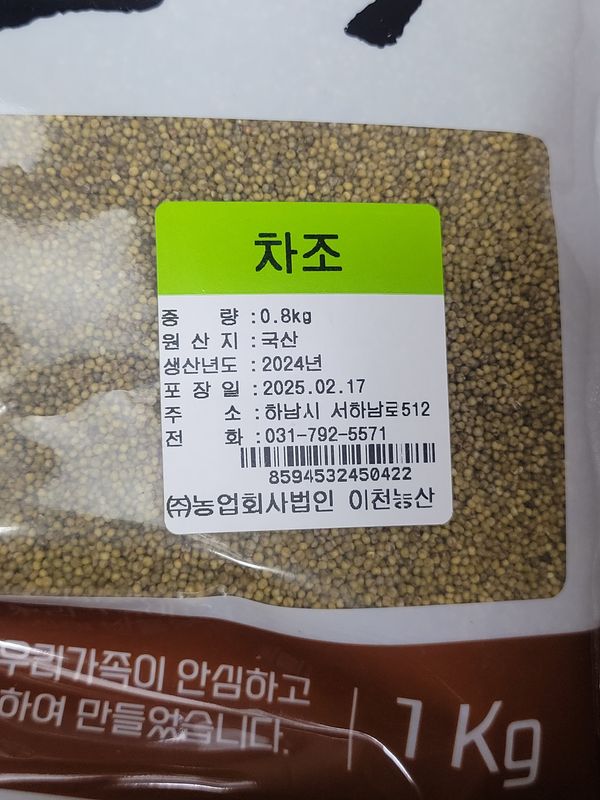 차조
중 량 :0.8kg
원 산 지 :국산
생산년도 :2024년
포 장 일 :2025.02.17
주 소 :하남시 서하남로512
전 화 :031-792-5571
8594532450422
㈜농업회사법인 이천농산
우리가족이 안심하고
하여 만들었습니다.
1 Kg